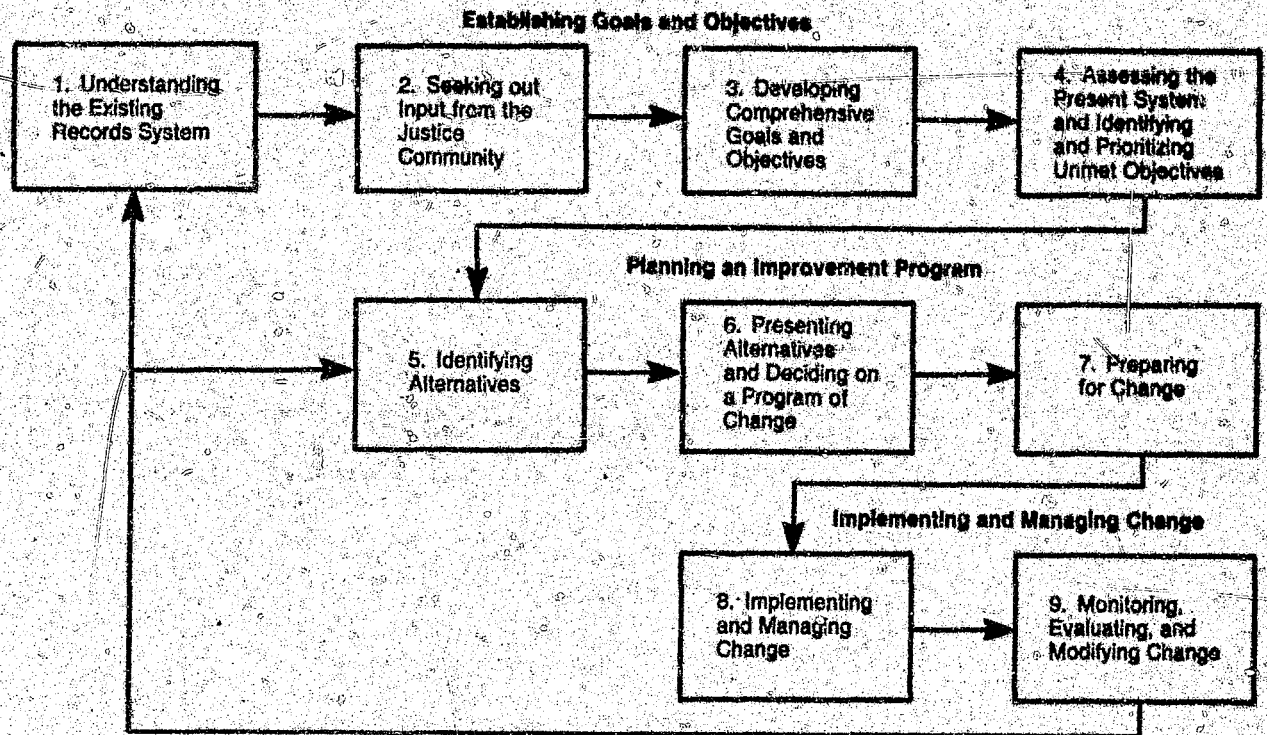 Establishing Goals and Objectives
1. Understanding
the Existing
Records System
2. Seeking out
Input from the
Justice
Community
3. Developing
Comprehensive
Goals and
Objectives
4. Assessing the
Present System
and Identifying
and Prioritizing
Unmet Objectives
Planning an Improvement Program
5. Identifying
Alternatives
6. Presenting
Alternatives
and Deciding on
a Program of
Change
7. Preparing
for Change
Implementing and Managing Change
8. Implementing
and Managing
Change
9. Monitoring,
Evaluating, and
Modifying Change